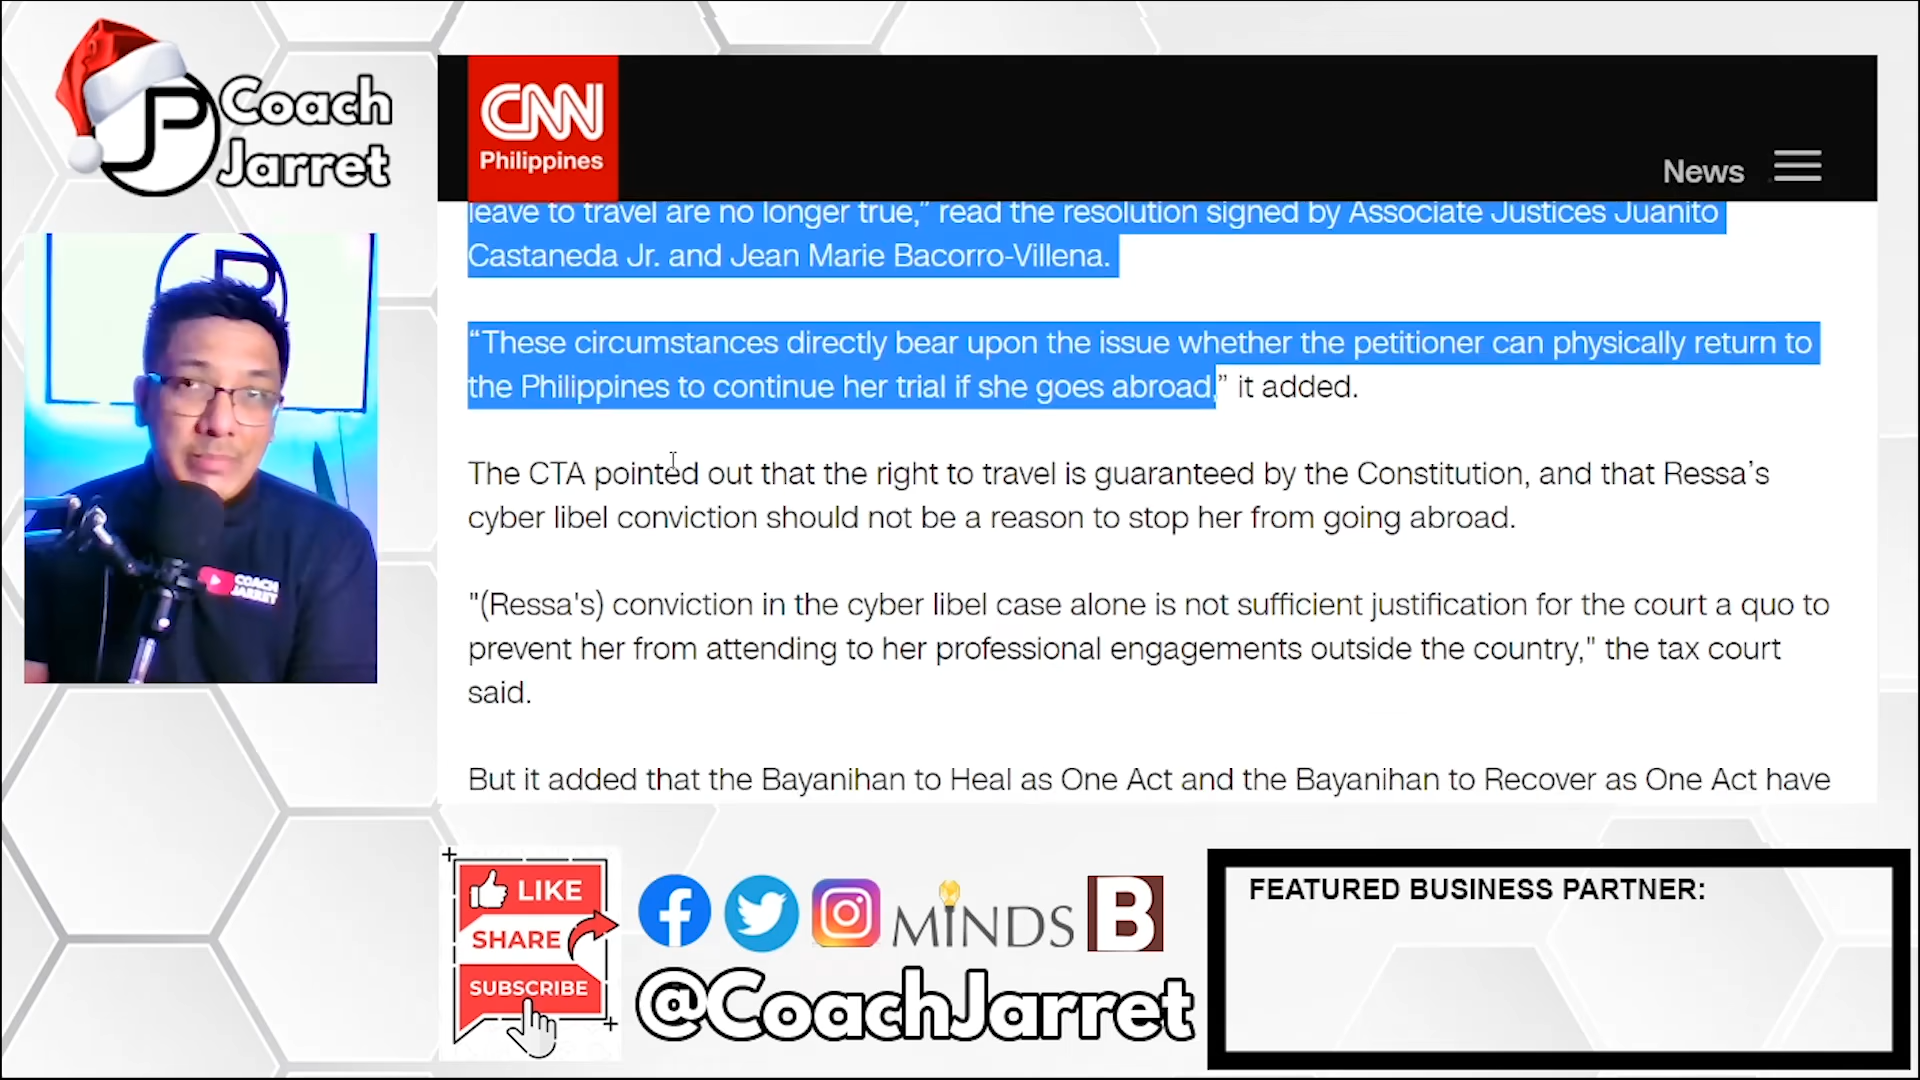 Coach
Jarret
CNN
Philippines
News
leave to travel are no longer true,” read the resolution signed by Associate Justices Juanito
Castaneda Jr. and Jean Marie Bacorro-Villena.
“These circumstances directly bear upon the issue whether the petitioner can physically return to
the Philippines to continue her trial if she goes abroad,” it added.
The CTA pointed out that the right to travel is guaranteed by the Constitution, and that Ressa’s
cyber libel conviction should not be a reason to stop her from going abroad.
"(Ressa's) conviction in the cyber libel case alone is not sufficient justification for the court a quo to
prevent her from attending to her professional engagements outside the country," the tax court
said.
But it added that the Bayanihan to Heal as One Act and the Bayanihan to Recover as One Act have
COACH
JARRET
LIKE
SHARE
SUBSCRIBE
MINDS
B
@CoachJarret
FEATURED BUSINESS PARTNER: